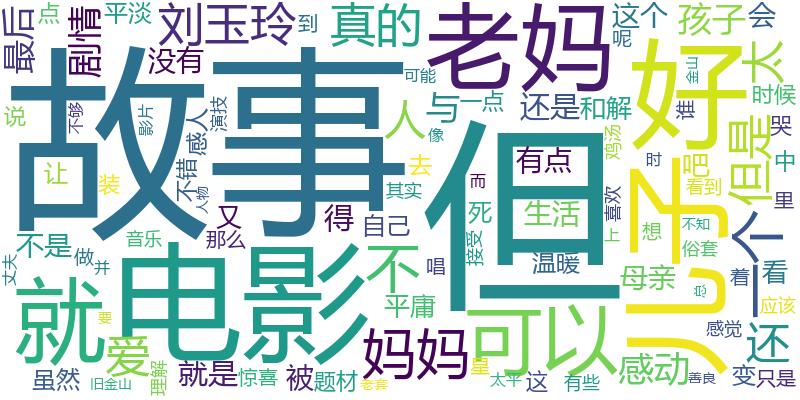 最后
点
平淡
刘玉玲
到
真的
老妈
这个
呢
孩子
会
剧情
没有
可能
故事
与
一点
还是
和解
好
金山
太
时候
谁
说
不够
影片
演技
感人
人
像
鸡汤
哭
但是
中
让
装
不错
人物
去
其实
但
而
有点
时
吧
看到
里
又
得
自己
死
生活
喜欢
上
想
不知
儿子
一个
不是
做
并
音乐
那么
接受
温暖
俗套
着
看
丈夫
电影
不
平庸
唱
母亲
总
应该
就
要
可以
感觉
还
爱
妈妈
星
感动
虽然
旧金山
理解
就是
惊喜
被
题材
老套
太平
这
有些
善良
变
只是